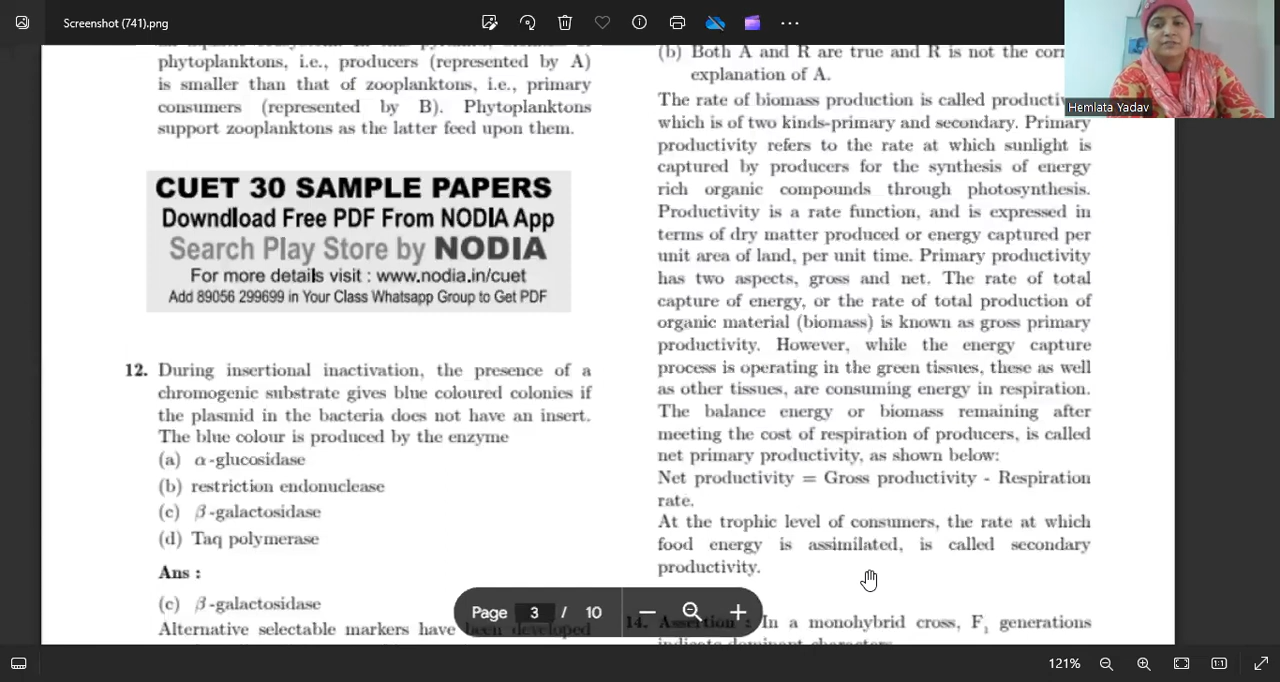 Screenshot (741).png
Hemlata Yadav
phytoplanktons, i.e., producers (represented by A)
is smaller than that of zooplanktons, i.e., primary
consumers (represented by B). Phytoplanktons
support zooplanktons as the latter feed upon them.
CUET 30 SAMPLE PAPERS
Downdload Free PDF From NODIA App
Search Play Store by NODIA
For more details visit : www.nodia.in/cuet
Add 89056 299699 in Your Class Whatsapp Group to Get PDF
12. During insertional inactivation, the presence of a
chromogenic substrate gives blue coloured colonies if
the plasmid in the bacteria does not have an insert.
The blue colour is produced by the enzyme
(a) α-glucosidase
(b) restriction endonuclease
(c) β-galactosidase
(d) Taq polymerase
Ans :
(c) β-galactosidase
Alternative selectable markers have been developed
(b) Both A and R are true and R is not the
explanation of A.
The rate of biomass production is called
which is of two kinds-primary and secondary. Primary
productivity refers to the rate at which sunlight is
captured by producers for the synthesis of energy
rich organic compounds through photosynthesis.
Productivity is a rate function, and is expressed in
terms of dry matter produced or energy captured per
unit area of land, per unit time. Primary productivity
has two aspects, gross and net. The rate of total
capture of energy, or the rate of total production of
organic material (biomass) is known as gross primary
productivity. However, while the energy capture
process is operating in the green tissues, these as well
as other tissues, are consuming energy in respiration.
The balance energy or biomass remaining after
meeting the cost of respiration of producers, is called
net primary productivity, as shown below:
Net productivity = Gross productivity - Respiration
rate.
At the trophic level of consumers, the rate at which
food energy is assimilated, is called secondary
productivity.
14. Assertion : In a monohybrid cross, F₁ generations
indicate dominant characters
Page 3 / 10
121%
1:1